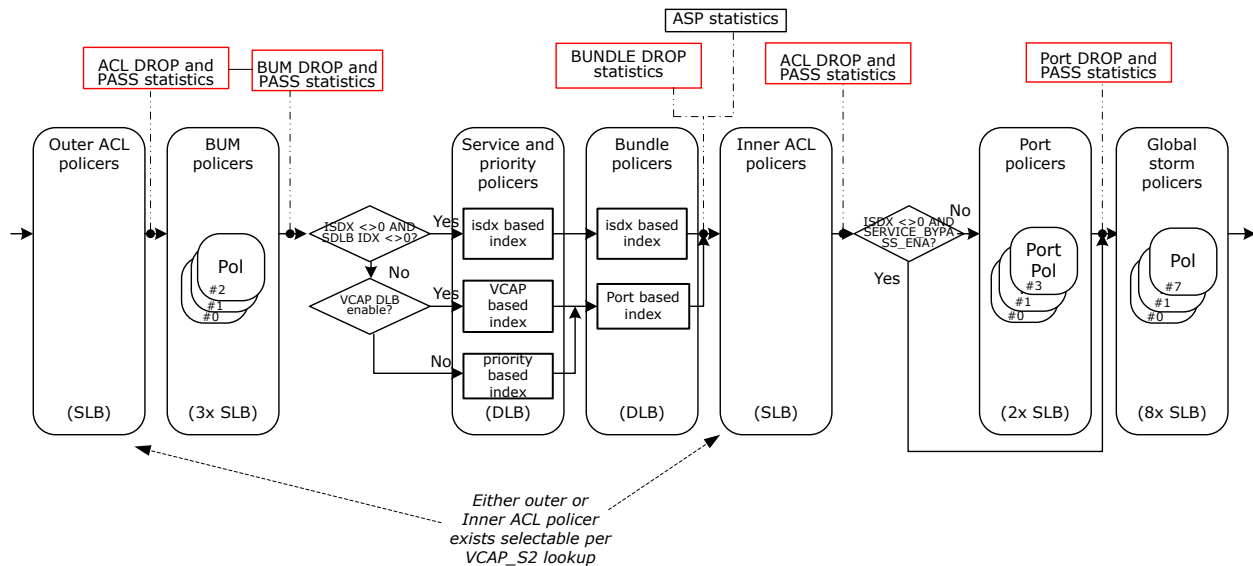 ASP statistics
ACL DROP and
PASS statistics
BUM DROP and
PASS statistics
BUNDLE DROP
statistics
ACL DROP and
PASS statistics
Port DROP and
PASS statistics
Outer ACL
policers
(SLB)
BUM
policers
Pol
#2
#1
#0
(3x SLB)
ISDX <>0 AND
SDLB IDX <>0?
Yes
No
VCAP DLB
enable?
Yes
No
Service and
priority
policers
isdx based
index
VCAP
based
index
priority
based
index
(DLB)
Bundle
policers
isdx based
index
Port based
index
(DLB)
Inner ACL
policers
(SLB)
ISDX <>0 AND
SERVICE_BYPA
SS_ENA?
No
Yes
Port
policers
Port
Pol
#3
#1
#0
(2x SLB)
Global
storm
policers
Pol
#7
#1
#0
(8x SLB)
Either outer or
Inner ACL policer
exists selectable per
VCAP_S2 lookup